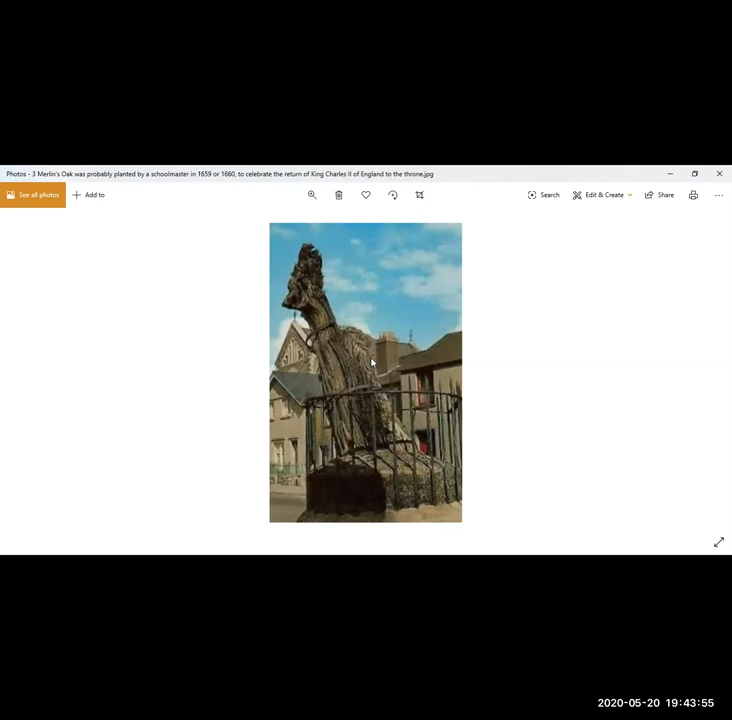 Photos - 3 Merlin's Oak was probably planted by a schoolmaster in 1659 or 1660, to celebrate the return of King Charles II of England to the throne.jpg
See all photos
Add to
Search
Edit & Create
Share
2020-05-20 19:43:55